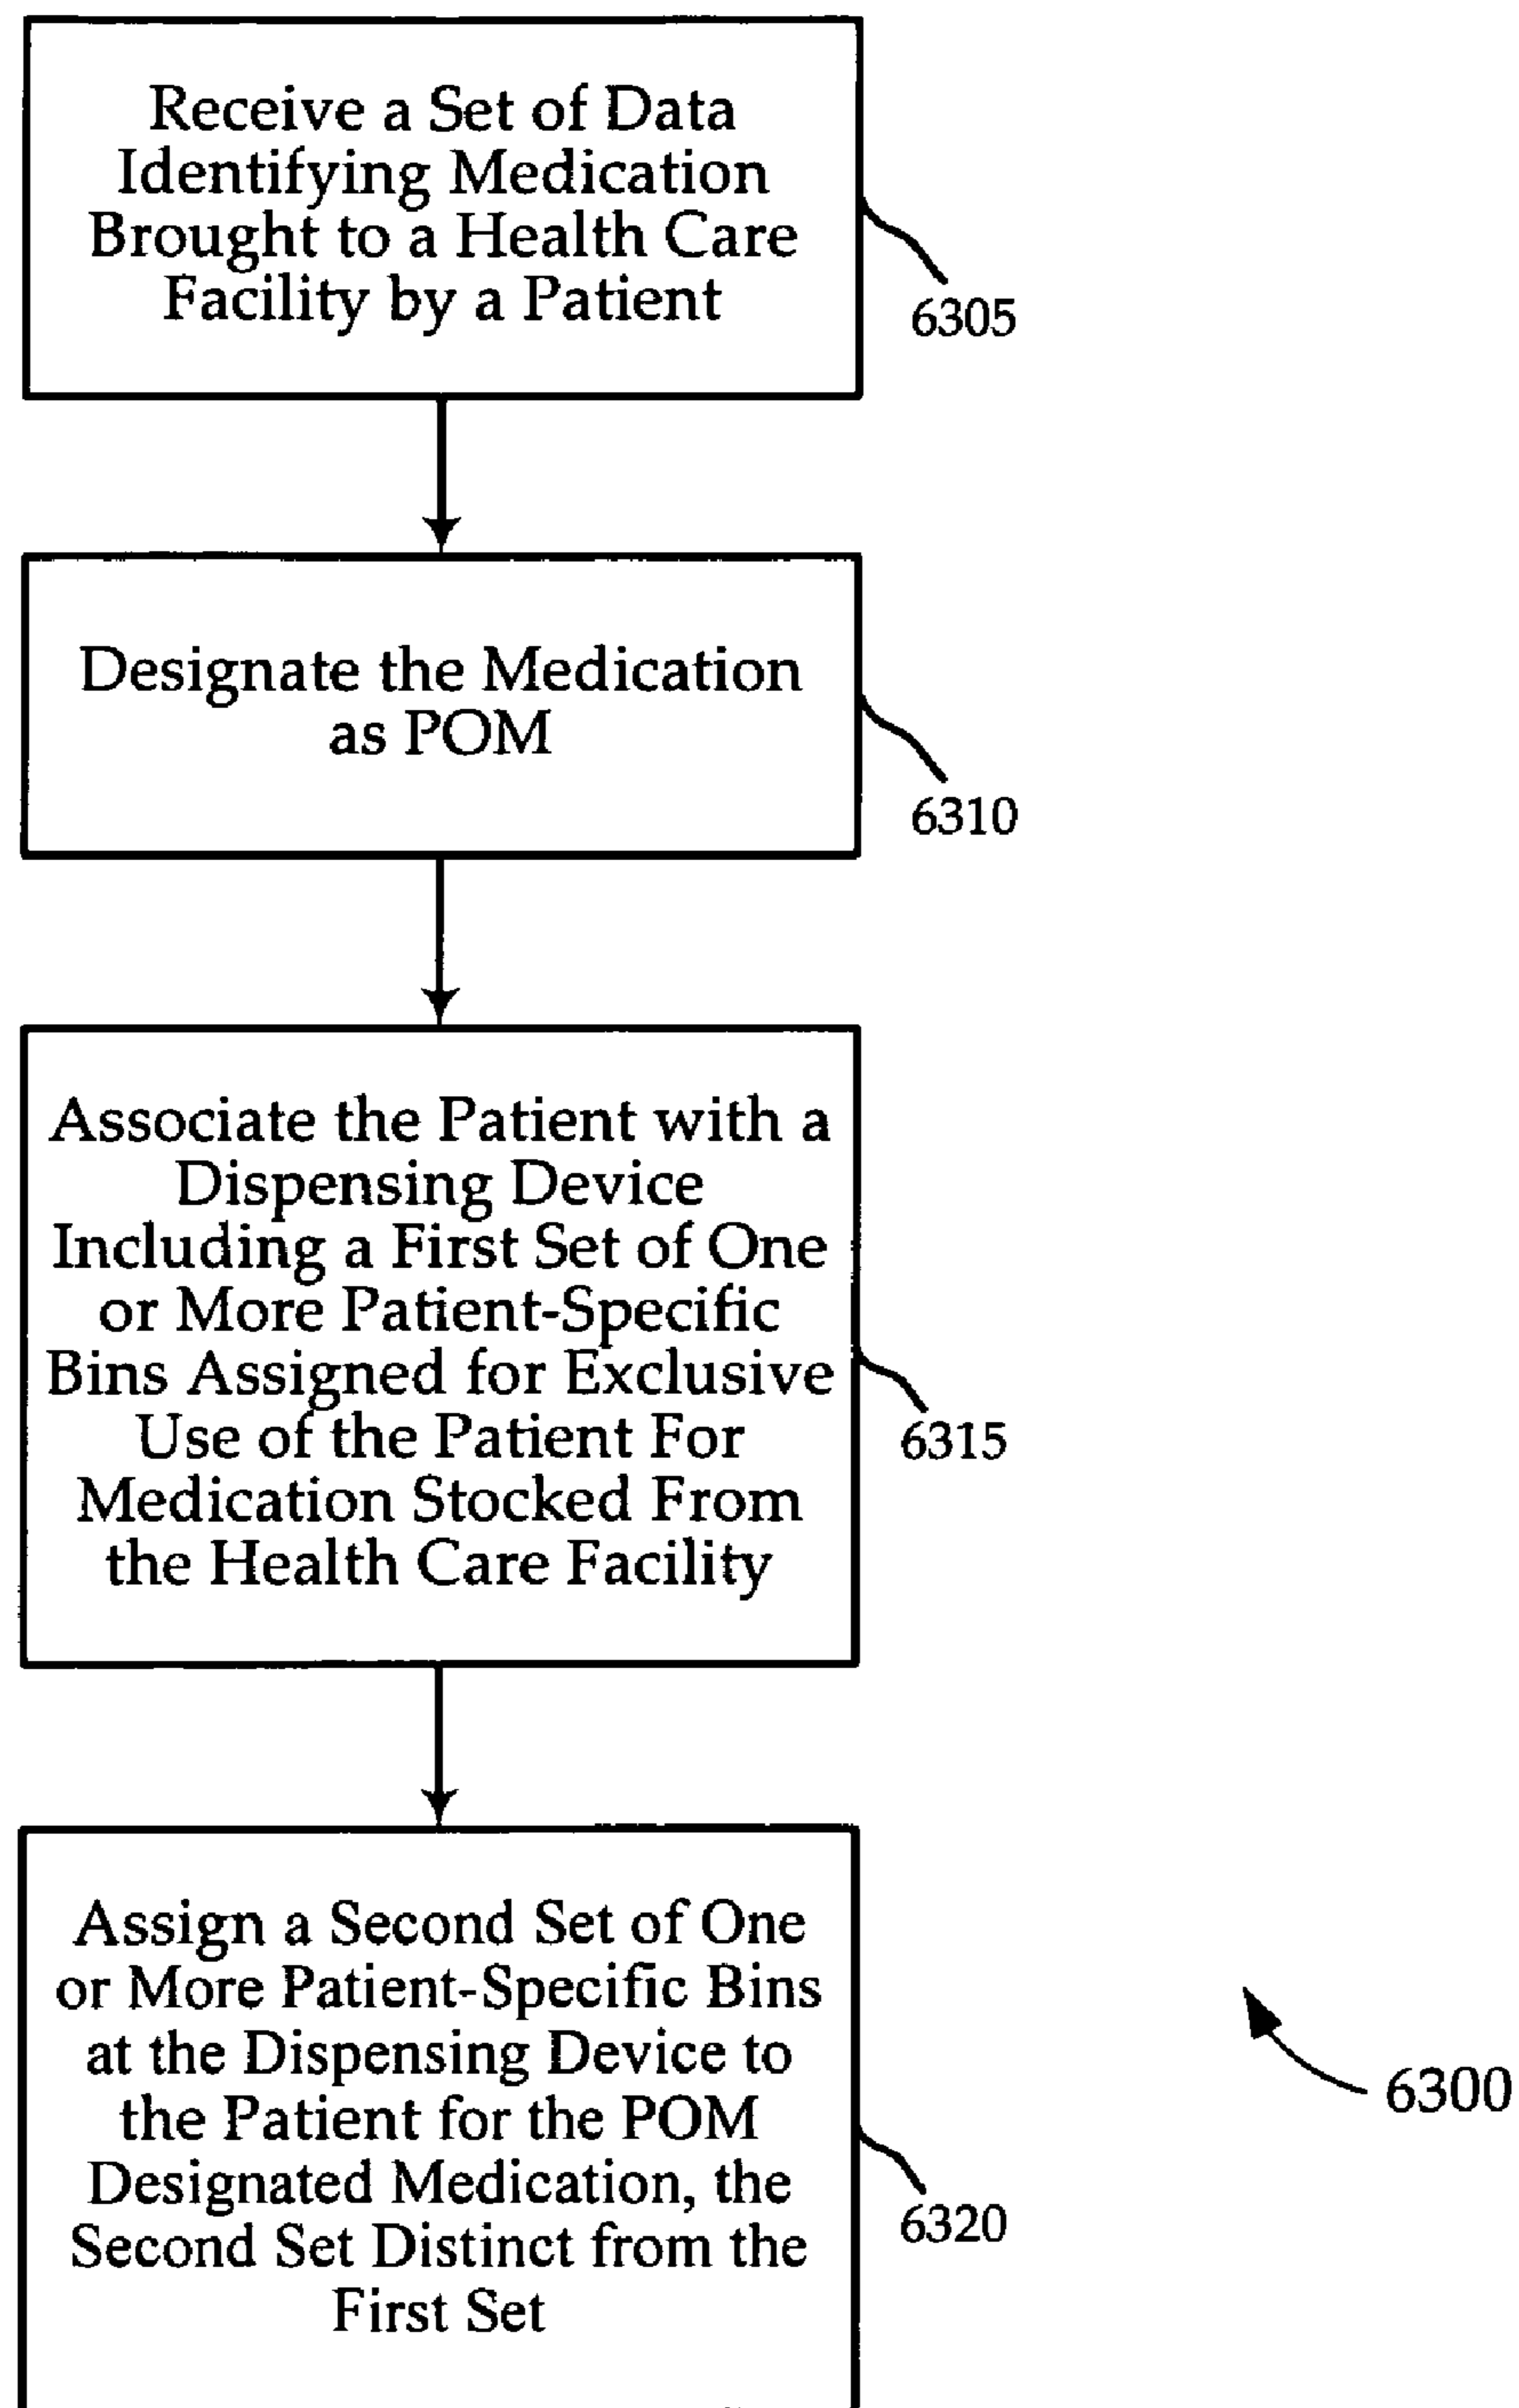 Receive a Set of Data
Identifying Medication
Brought to a Health Care
Facility by a Patient
6305
Designate the Medication
as POM
6310
Associate the Patient with a
Dispensing Device
Including a First Set of One
or More Patient-Specific
Bins Assigned for Exclusive
Use of the Patient For
Medication Stocked From
the Health Care Facility
6315
Assign a Second Set of One
or More Patient-Specific Bins
at the Dispensing Device to
the Patient for the POM
Designated Medication, the
Second Set Distinct from the
First Set
6320
6300